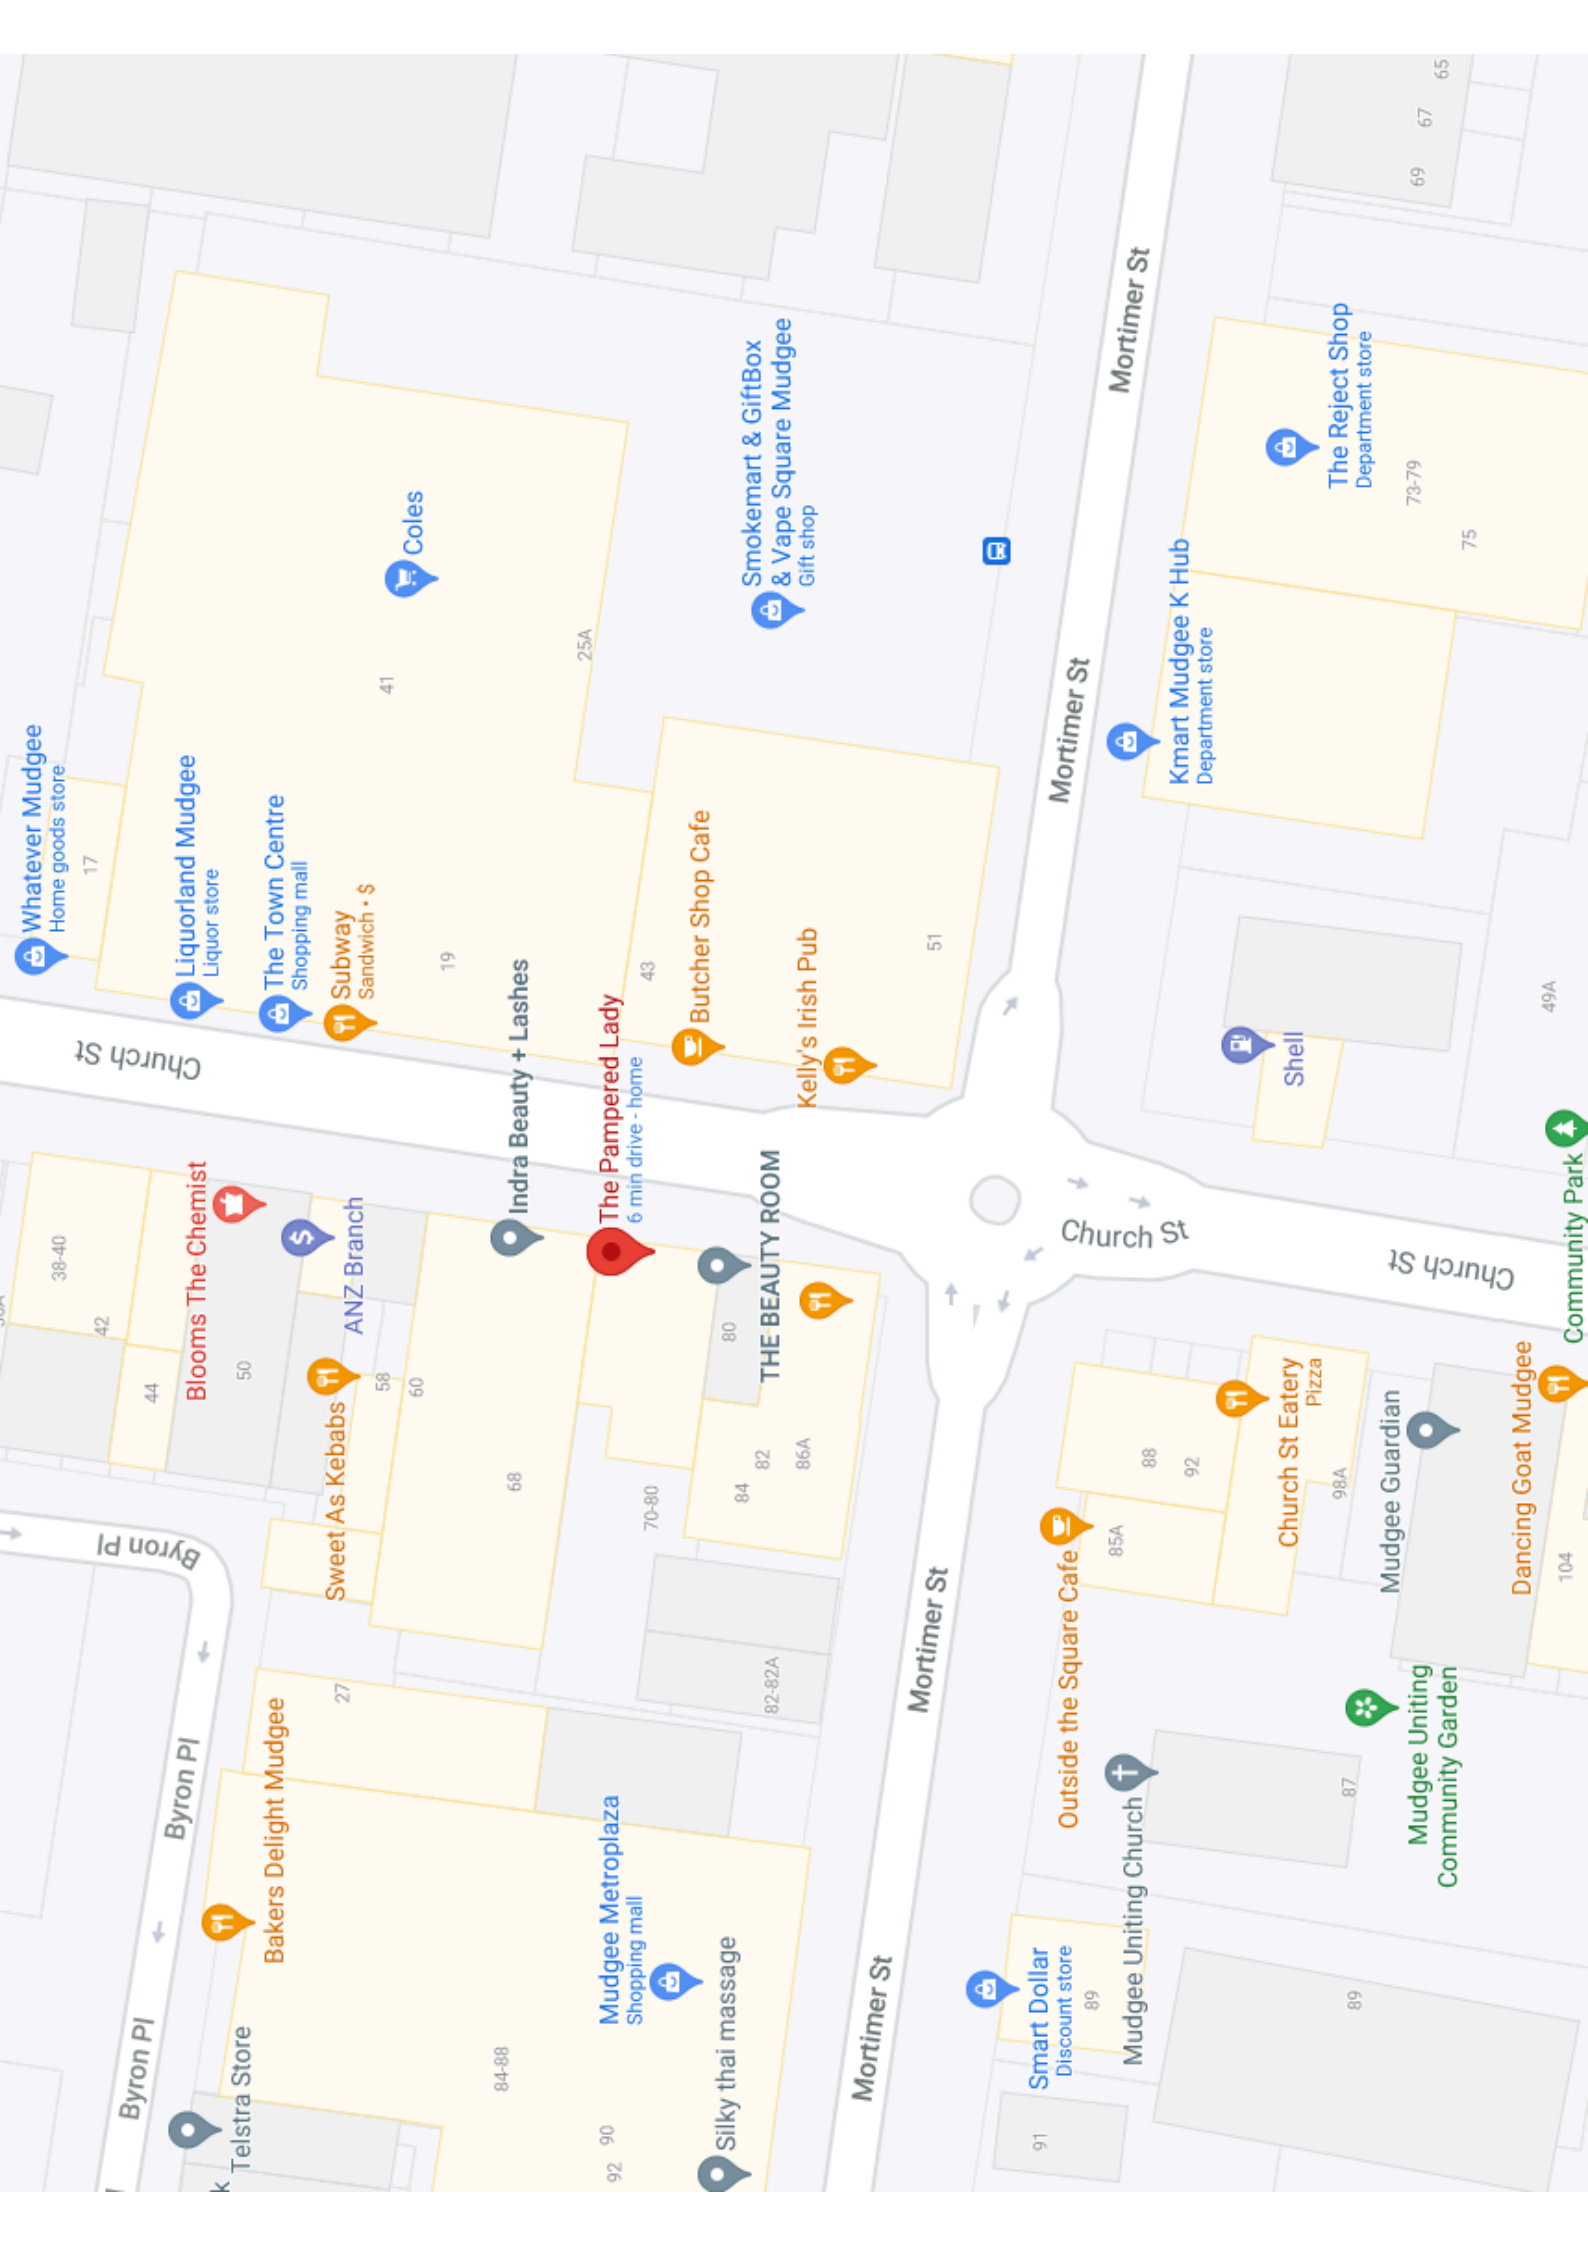 Whatever Mudgee
Home goods store
17
Liquorland Mudgee
Liquor store
The Town Centre
Shopping mall
Subway
Sandwich • $
41
Coles
19
25A
43
Butcher Shop Cafe
Kelly's Irish Pub
51
Smokemart & GiftBox
& Vape Square Mudgee
Gift shop
Mortimer St
Mortimer St
65
67
69
The Reject Shop
Department store
73-79
75
Kmart Mudgee K Hub
Department store
Shell
49A
Community Park
Church St
Church St
Church St
Indra Beauty + Lashes
The Pampered Lady
6 min drive - home
THE BEAUTY ROOM
38-40
42
44
Blooms The Chemist
50
ANZ Branch
58
60
Sweet As Kebabs
68
70-80
80
82
84
86A
82-82A
Byron Pl
Byron Pl
Byron Pl
27
Bakers Delight Mudgee
Mudgee Metroplaza
Shopping mall
Silky thai massage
84-88
90
92
Telstra Store
k
Mortimer St
Mortimer St
88
92
85A
Church St Eatery
Pizza
98A
Outside the Square Cafe
Mudgee Guardian
Dancing Goat Mudgee
104
Mudgee Uniting
Community Garden
87
Mudgee Uniting Church
Smart Dollar
Discount store
89
89
91